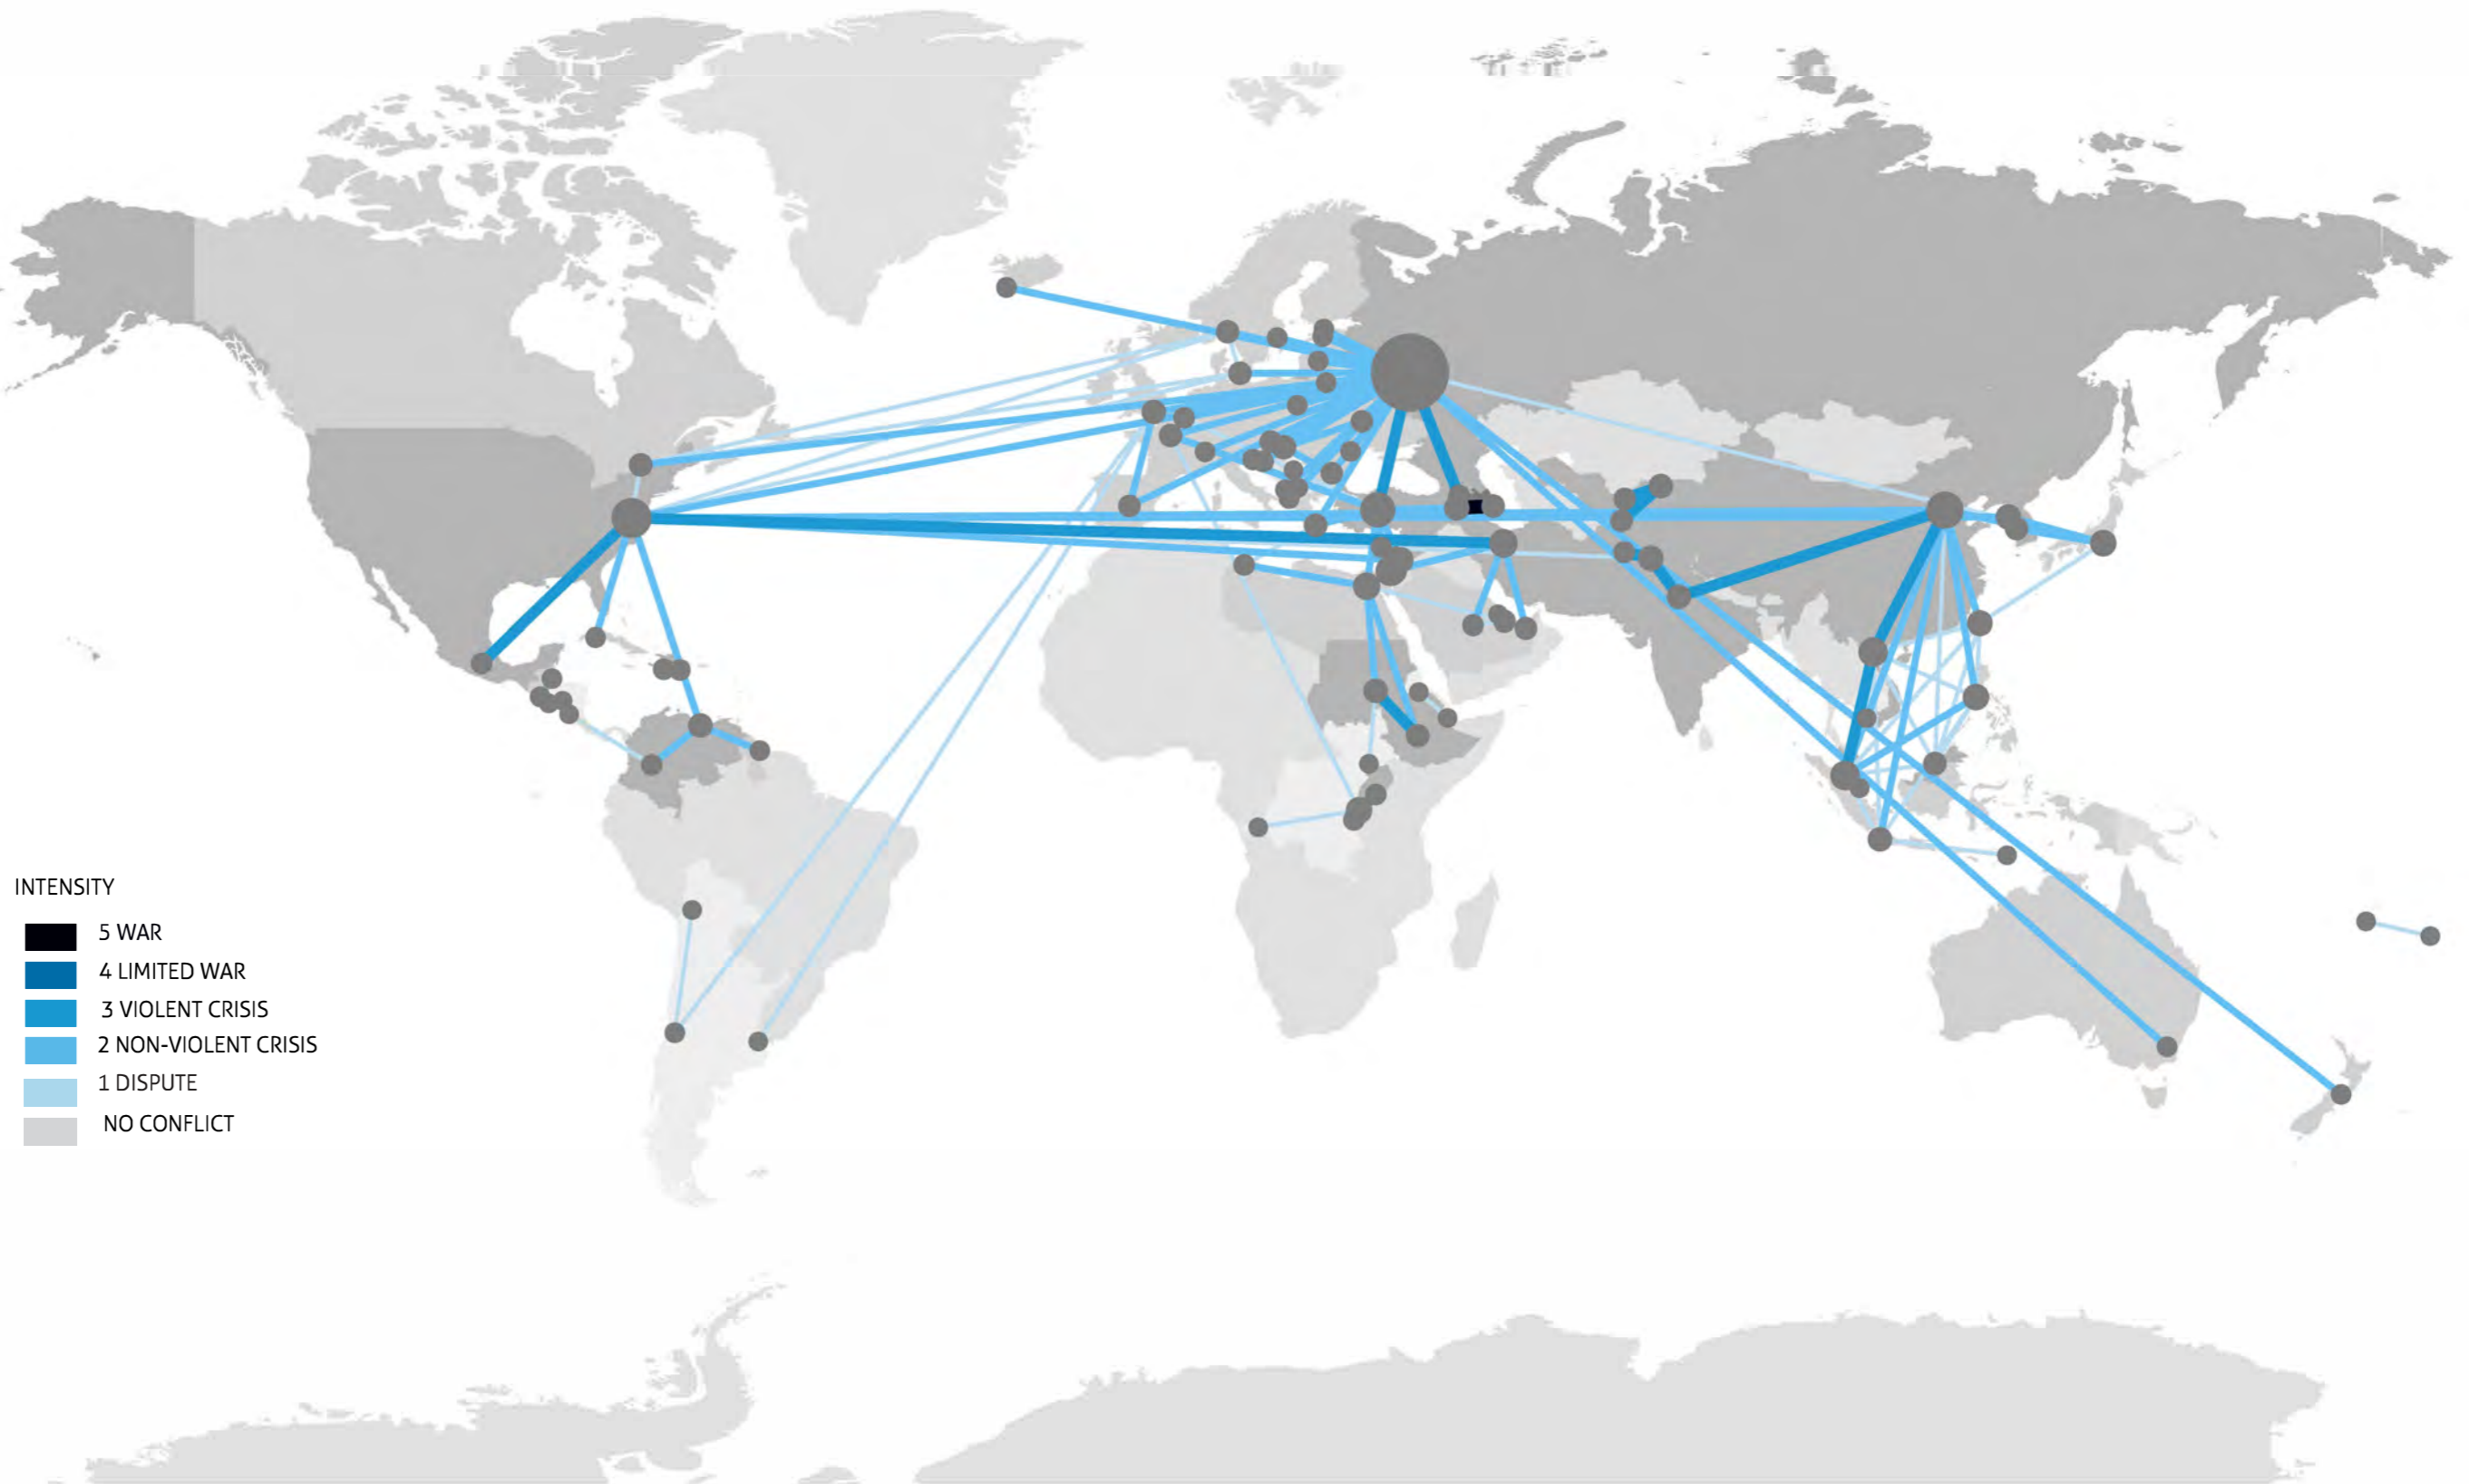 INTENSITY
5 WAR
4 LIMITED WAR
3 VIOLENT CRISIS
2 NON-VIOLENT CRISIS
1 DISPUTE
NO CONFLICT